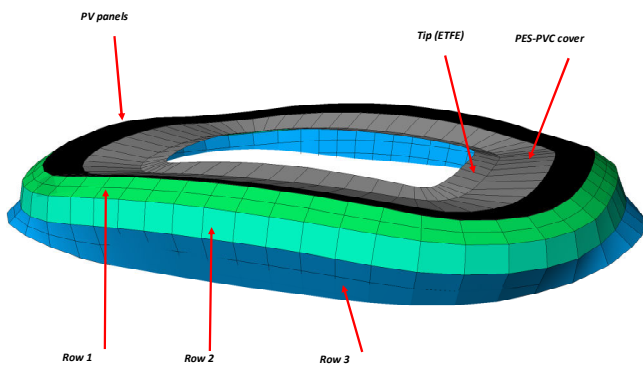 PV panels
Tip (ETFE)
PES-PVC cover
Row 1
Row 2
Row 3